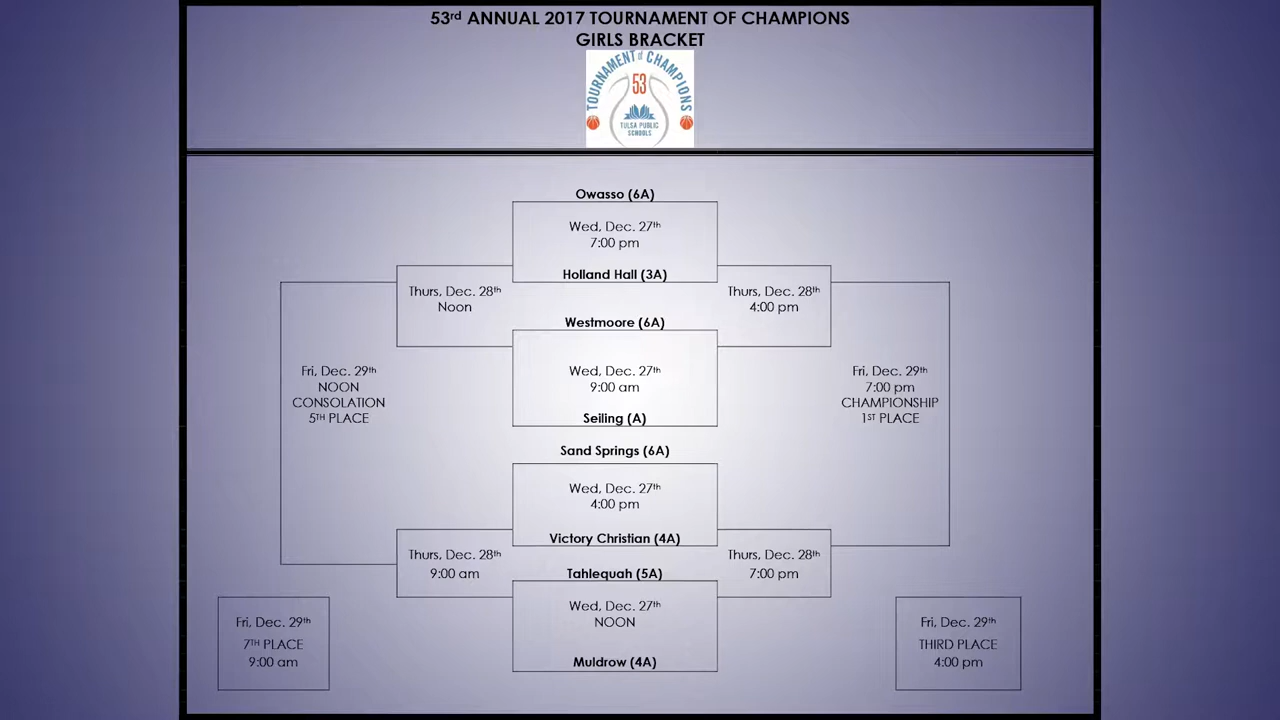 53rd ANNUAL 2017 TOURNAMENT OF CHAMPIONS
GIRLS BRACKET
TOURNAMENT of CHAMPIONS
53
TULSA PUBLIC
SCHOOLS
Owasso (6A)
Wed, Dec. 27th
7:00 pm
Holland Hall (3A)
Thurs, Dec. 28th
Noon
Thurs, Dec. 28th
4:00 pm
Westmoore (6A)
Wed, Dec. 27th
9:00 am
Seiling (A)
Fri, Dec. 29th
NOON
CONSOLATION
5TH PLACE
Fri, Dec. 29th
7:00 pm
CHAMPIONSHIP
1ST PLACE
Sand Springs (6A)
Wed, Dec. 27th
4:00 pm
Victory Christian (4A)
Thurs, Dec. 28th
9:00 am
Thurs, Dec. 28th
7:00 pm
Tahlequah (5A)
Wed, Dec. 27th
NOON
Muldrow (4A)
Fri, Dec. 29th
7TH PLACE
9:00 am
Fri, Dec. 29th
THIRD PLACE
4:00 pm